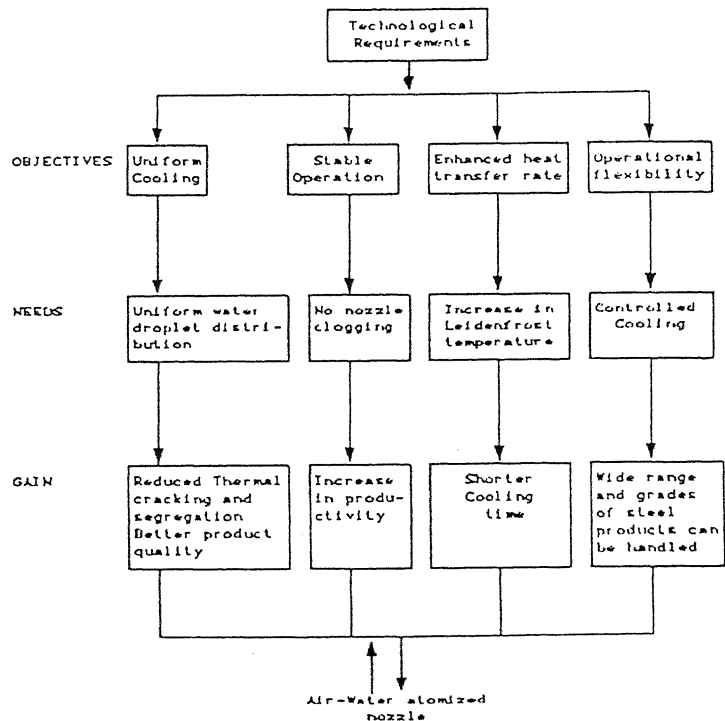 Technological
Requirements
OBJECTIVES
Uniform
Cooling
Stable
Operation
Enhanced heat
transfer rate
Operational
flexibility
NEEDS
Uniform water
droplet distri-
bution
No nozzle
clogging
Increase in
Leidenfrost
temperature
Controlled
Cooling
GAIN
Reduced Thermal
cracking and
segregation
Better product
quality
Increase
in produ-
ctivity
Shorter
Cooling
time
Wide range
and grades
of steel
products can
be handled
Air-Water atomized
nozzle